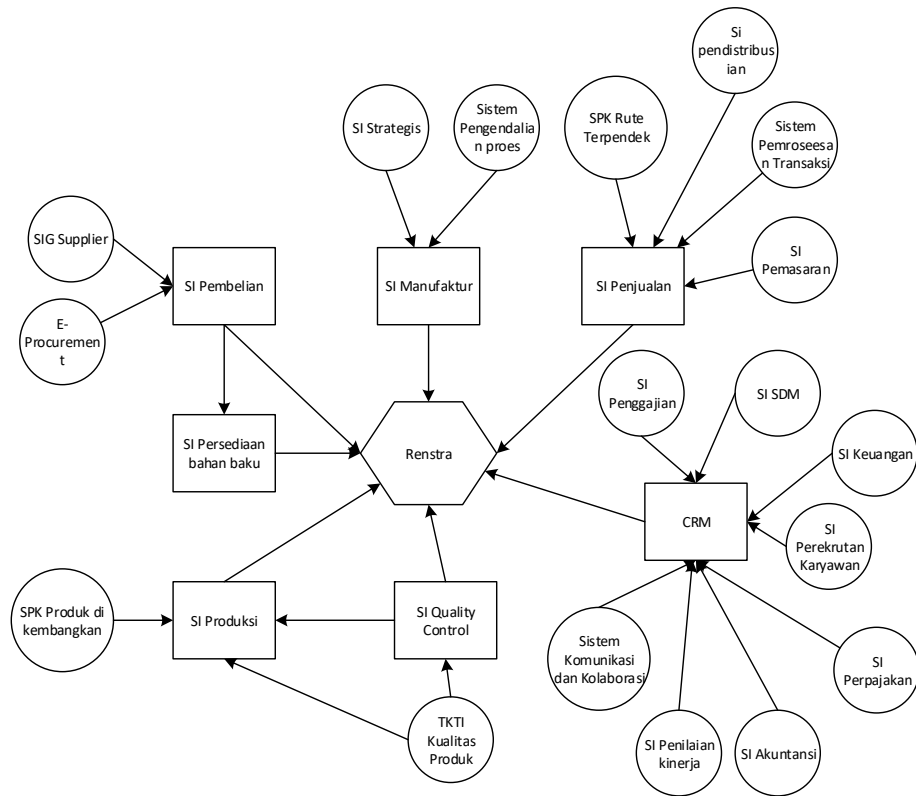 Si
pendistribus
ian
SI Strategis
Sistem
Pengendalia
n proes
SPK Rute
Terpendek
Sistem
Pemroseesa
n Transaksi
SIG Supplier
SI Pembelian
SI Manufaktur
SI Penjualan
SI
Pemasaran
E-
Procuremen
t
SI
Penggajian
SI SDM
SI Persediaan
bahan baku
Renstra
SI Keuangan
CRM
SI
Perekrutan
Karyawan
SPK Produk di
kembangkan
SI Produksi
SI Quality
Control
Sistem
Komunikasi
dan Kolaborasi
SI
Perpajakan
TKTI
Kualitas
Produk
SI Penilaian
kinerja
SI Akuntansi